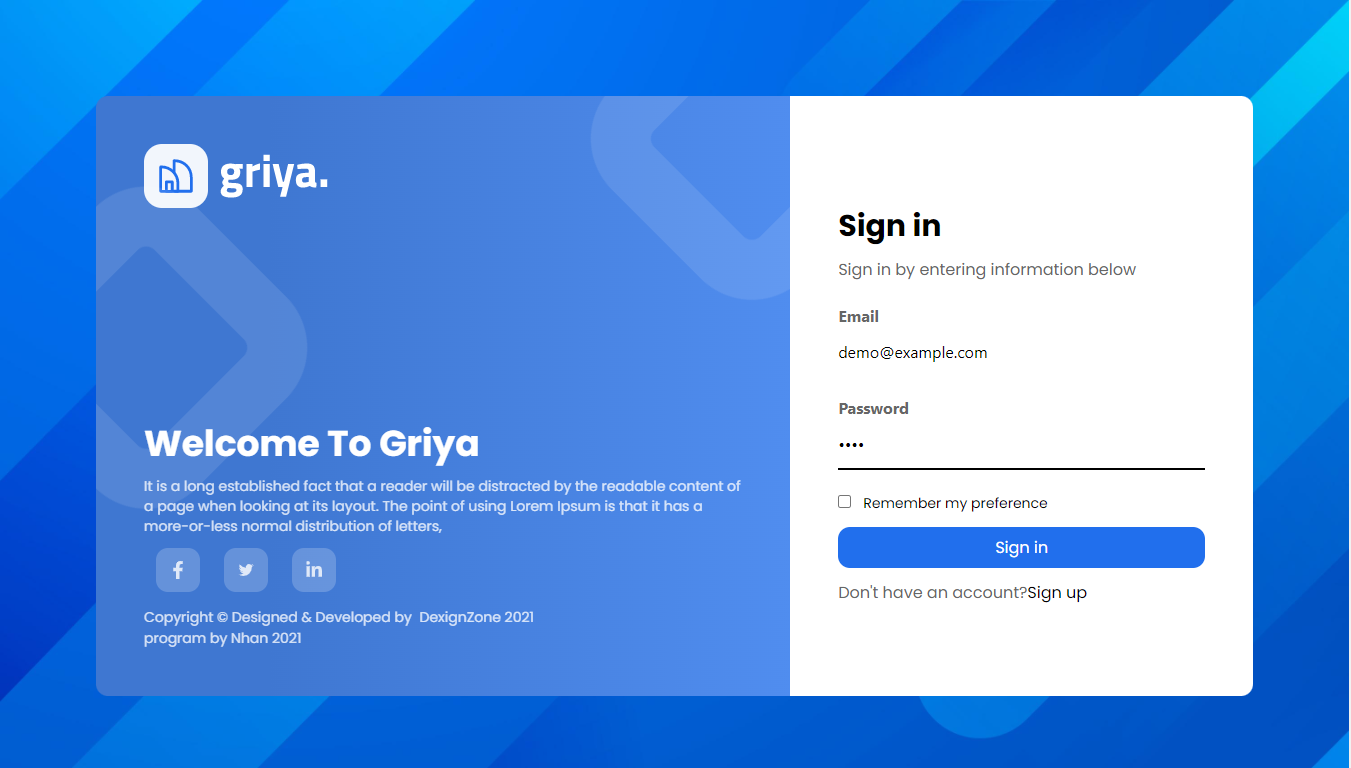 griya.
Welcome To Griya
It is a long established fact that a reader will be distracted by the readable content of
a page when looking at its layout. The point of using Lorem Ipsum is that it has a
more-or-less normal distribution of letters,
Copyright © Designed & Developed by DexignZone 2021
program by Nhan 2021
Sign in
Sign in by entering information below
Email
demo@example.com
Password
••••
Remember my preference
Sign in
Don't have an account?Sign up